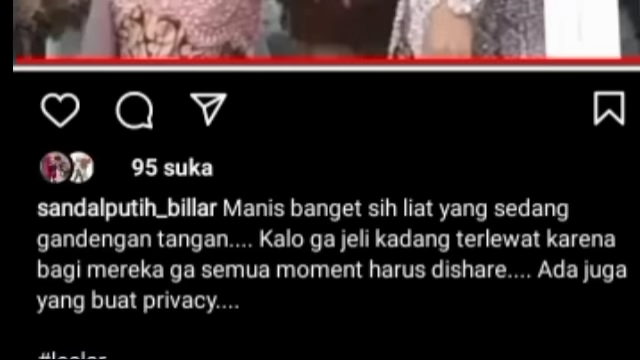 95 suka
sandalputih_billar Manis banget sih liat yang sedang
gandengan tangan.... Kalo ga jeli kadang terlewat karena
bagi mereka ga semua moment harus dishare.... Ada juga
yang buat privacy....